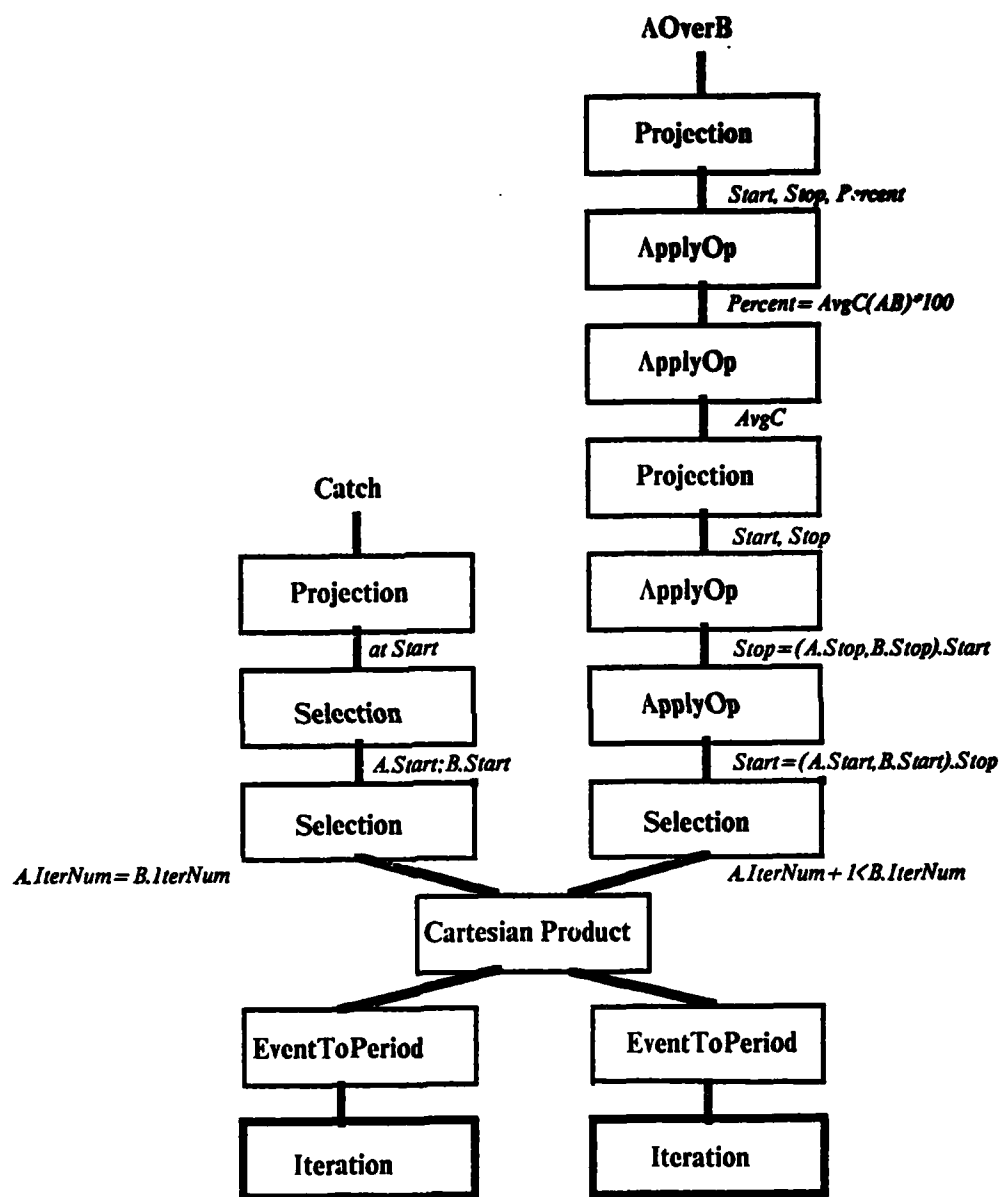 AOverB
Projection
Start, Stop, Percent
ApplyOp
Percent= AvgC(AB)*100
ApplyOp
AvgC
Projection
Start, Stop
ApplyOp
Stop=(A.Stop,B.Stop).Start
ApplyOp
Start=(A.Start,B.Start).Stop
Selection
A.IterNum+1<B.IterNum
Catch
Projection
at Start
Selection
A.Start;B.Start
Selection
A.IterNum=B.IterNum
Cartesian Product
EventToPeriod
EventToPeriod
Iteration
Iteration